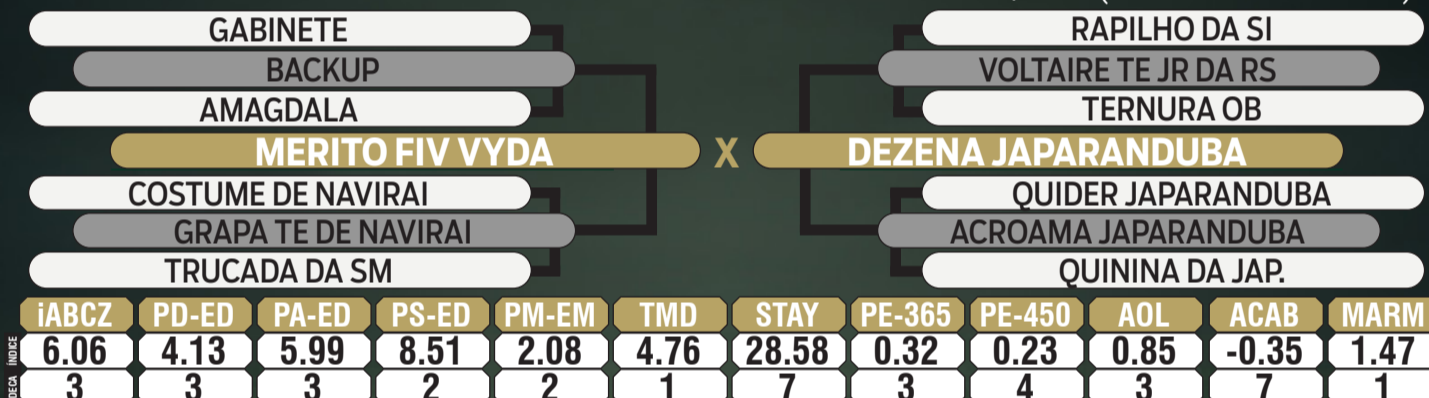 GABINETE
BACKUP
AMAGDALA
MERITO FIV VYDA
COSTUME DE NAVIRAI
GRAPA TE DE NAVIRAI
TRUCADA DA SM
X
RAPILHO DA SI
VOLTAIRE TE JR DA RS
TERNURA OB
DEZENA JAPARANDUBA
QUIDER JAPARANDUBA
ACROAMA JAPARANDUBA
QUININA DA JAP.
iABCZ PD-ED PA-ED PS-ED PM-EM TMD STAY PE-365 PE-450 AOL ACAB MARM
ÍNDICE 6.06 4.13 5.99 8.51 2.08 4.76 28.58 0.32 0.23 0.85 -0.35 1.47
DECA 3 3 3 2 2 1 7 3 4 3 7 1